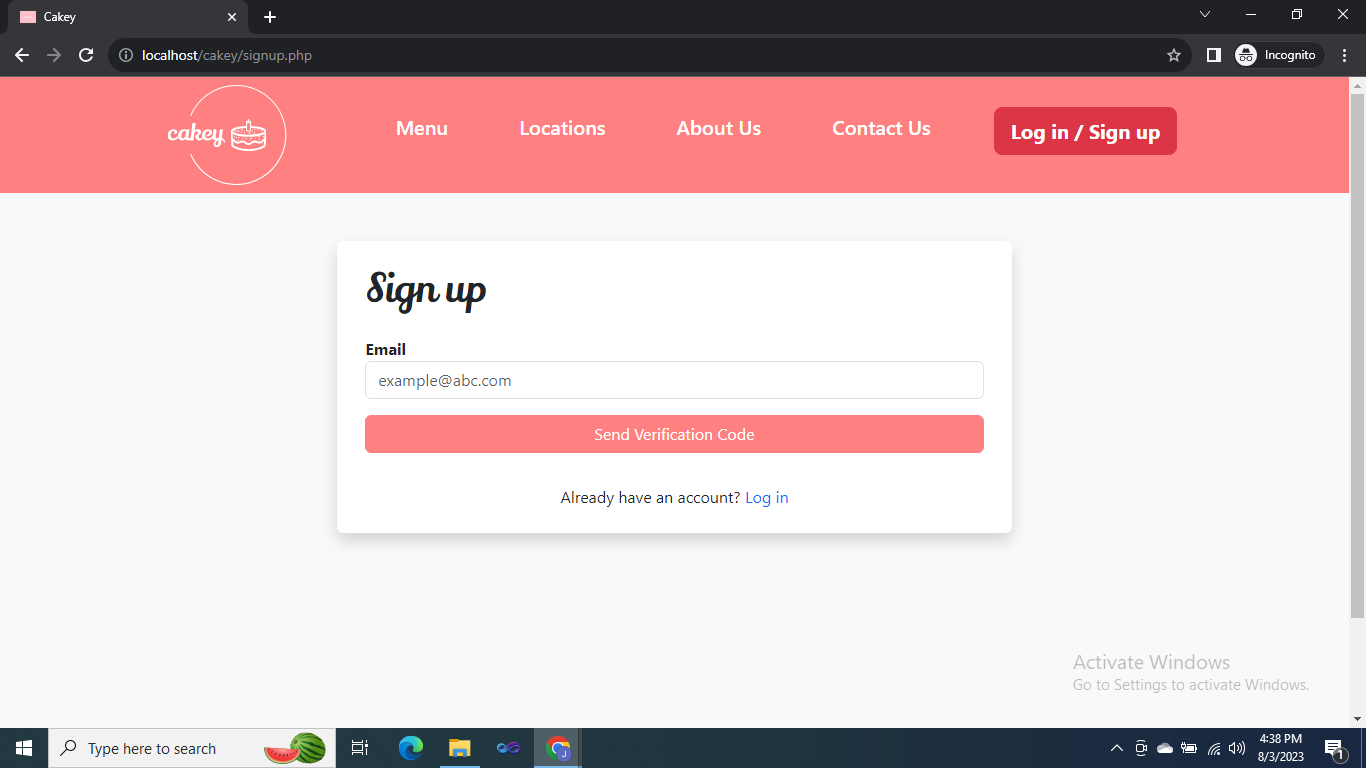 Cakey
localhost/cakey/signup.php
Incognito
cakey
Menu
Locations
About Us
Contact Us
Log in / Sign up
Sign up
Email
example@abc.com
Send Verification Code
Already have an account? Log in
Activate Windows
Go to Settings to activate Windows.
Type here to search
J
4:38 PM
8/3/2023
1